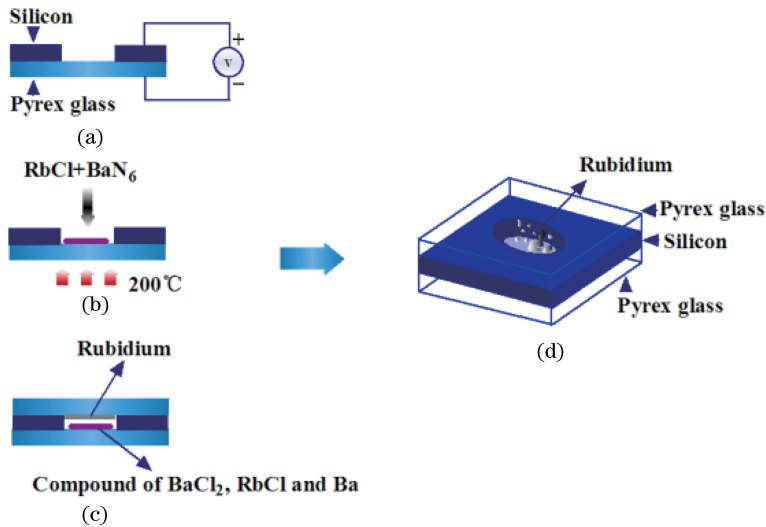 Silicon
+
V
−
Pyrex glass
(a)
RbCl+BaN₆
200℃
(b)
Rubidium
Compound of BaCl₂, RbCl and Ba
(c)
Rubidium
Pyrex glass
Silicon
Pyrex glass
(d)